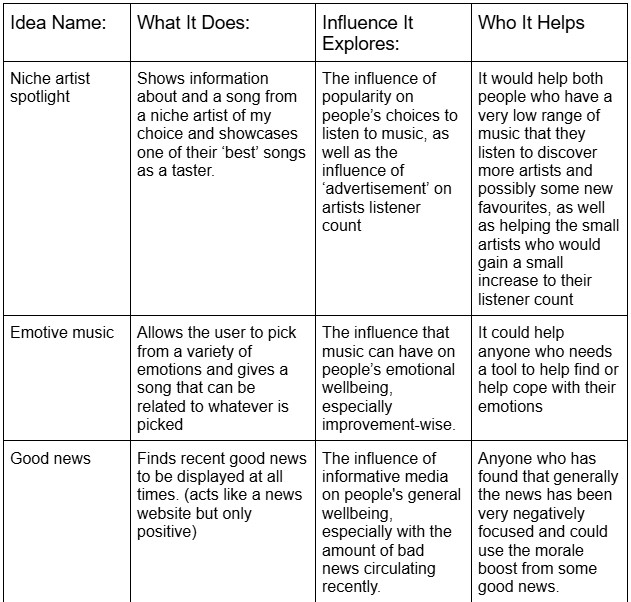 Idea Name:
What It Does:
Influence It
Explores:
Who It Helps
Niche artist
spotlight
Shows information
about and a song from
a niche artist of my
choice and showcases
one of their ‘best’ songs
as a taster.
The influence of
popularity on
people’s choices to
listen to music, as
well as the
influence of
‘advertisement’ on
artists listener
count
It would help both
people who have a
very low range of
music that they
listen to discover
more artists and
possibly some new
favourites, as well
as helping the small
artists who would
gain a small
increase to their
listener count
Emotive music
Allows the user to pick
from a variety of
emotions and gives a
song that can be
related to whatever is
picked
The influence that
music can have on
people’s emotional
wellbeing,
especially
improvement-wise.
It could help
anyone who needs
a tool to help find or
help cope with their
emotions
Good news
Finds recent good news
to be displayed at all
times. (acts like a news
website but only
positive)
The influence of
informative media
on people's general
wellbeing,
especially with the
amount of bad
news circulating
recently.
Anyone who has
found that generally
the news has been
very negatively
focused and could
use the morale
boost from some
good news.